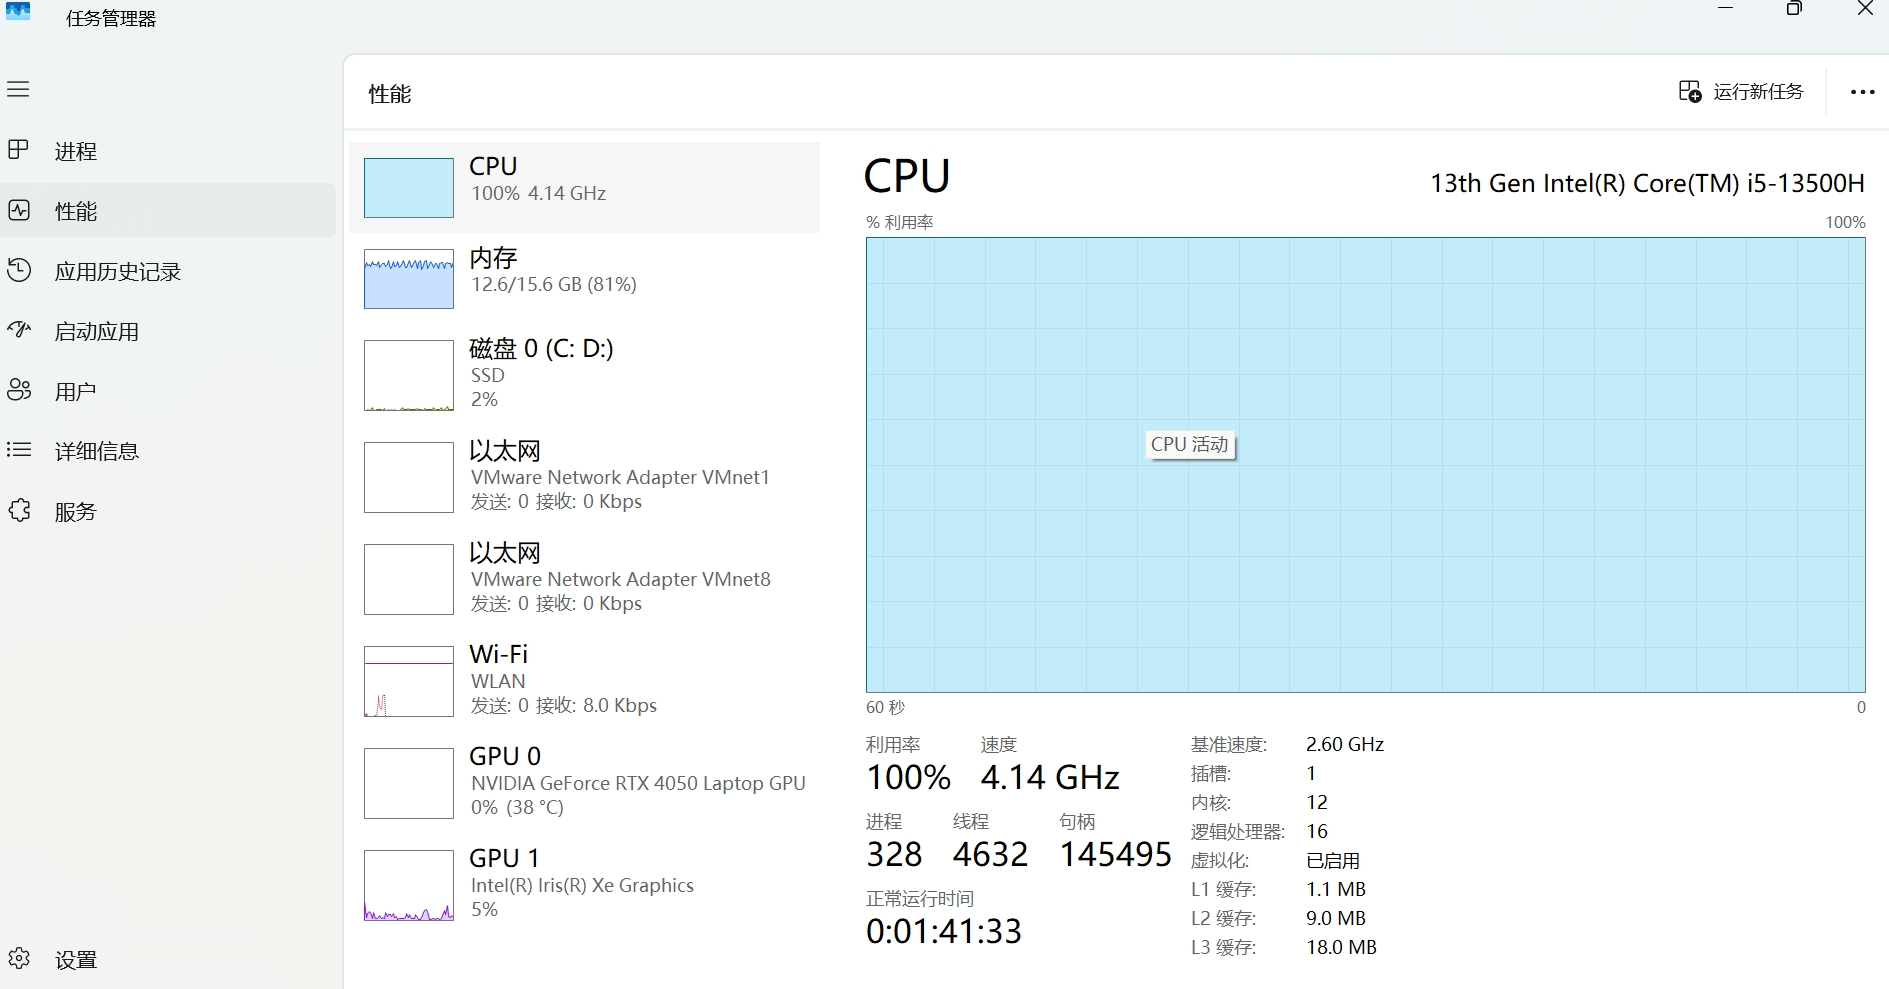 任务管理器
性能
运行新任务
进程
性能
应用历史记录
启动应用
用户
详细信息
服务
设置
CPU
100% 4.14 GHz
内存
12.6/15.6 GB (81%)
磁盘 0 (C: D:)
SSD
2%
以太网
VMware Network Adapter VMnet1
发送: 0 接收: 0 Kbps
以太网
VMware Network Adapter VMnet8
发送: 0 接收: 0 Kbps
Wi-Fi
WLAN
发送: 0 接收: 8.0 Kbps
GPU 0
NVIDIA GeForce RTX 4050 Laptop GPU
0% (38 °C)
GPU 1
Intel(R) Iris(R) Xe Graphics
5%
CPU
13th Gen Intel(R) Core(TM) i5-13500H
% 利用率
100%
CPU 活动
60 秒
0
利用率 速度
100% 4.14 GHz
进程 线程 句柄
328 4632 145495
正常运行时间
0:01:41:33
基准速度: 2.60 GHz
插槽: 1
内核: 12
逻辑处理器: 16
虚拟化: 已启用
L1 缓存: 1.1 MB
L2 缓存: 9.0 MB
L3 缓存: 18.0 MB